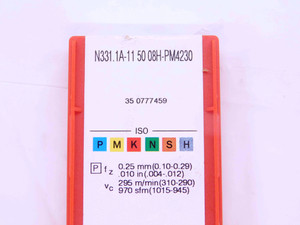 N331.1A-11 50 08H-PM4230
35 0777459
ISO
P M K N S H
P fz 0.25 mm(0.10-0.29)
.010 in(.004-.012)
vc 295 m/min(310-290)
970 sfm(1015-945)